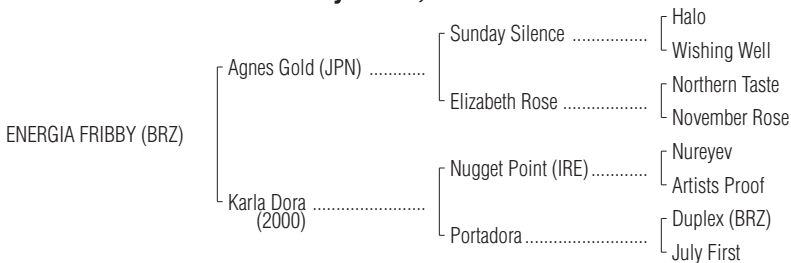 Halo
Sunday Silence ................
Wishing Well
Agnes Gold (JPN) ............
Northern Taste
Elizabeth Rose ..................
November Rose
ENERGIA FRIBBY (BRZ)
Nureyev
Nugget Point (IRE) ............
Artists Proof
Karla Dora ........................
(2000)
Duplex (BRZ)
Portadora ..........................
July First